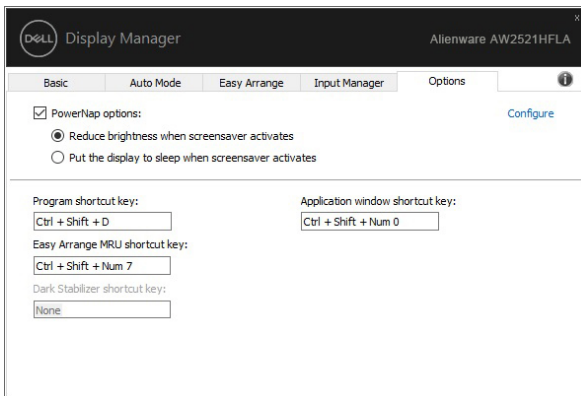 DELL Display Manager
Alienware AW2521HFLA
Basic
Auto Mode
Easy Arrange
Input Manager
Options
PowerNap options:
Configure
Reduce brightness when screensaver activates
Put the display to sleep when screensaver activates
Program shortcut key:
Ctrl + Shift + D
Application window shortcut key:
Ctrl + Shift + Num 0
Easy Arrange MRU shortcut key:
Ctrl + Shift + Num 7
Dark Stabilizer shortcut key:
None